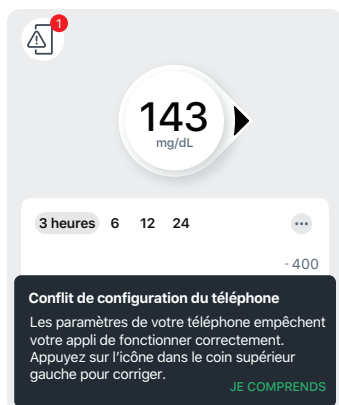 1
143
mg/dL
3 heures 6 12 24
- 400
Conflit de configuration du téléphone
Les paramètres de votre téléphone empêchent
votre appli de fonctionner correctement.
Appuyez sur l'icône dans le coin supérieur
gauche pour corriger.
JE COMPRENDS